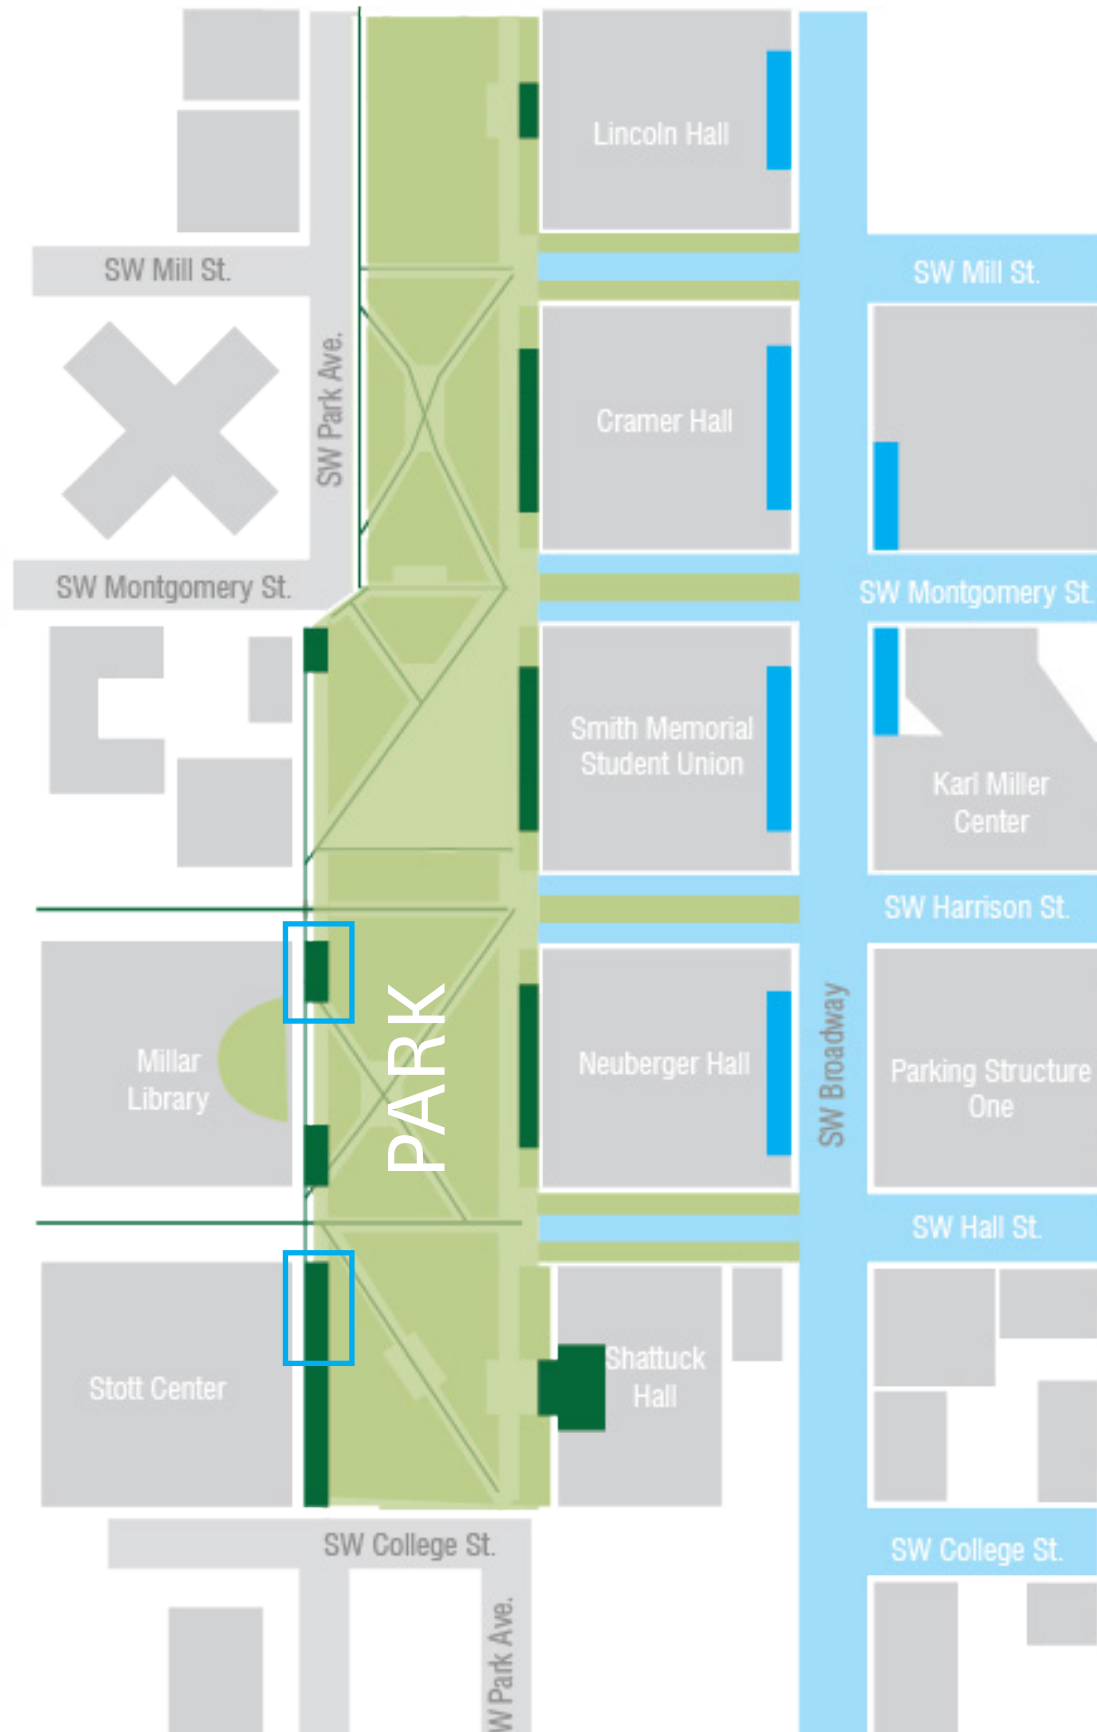 Lincoln Hall
SW Mill St.
SW Mill St.
SW Park Ave.
Cramer Hall
SW Montgomery St.
SW Montgomery St.
Smith Memorial
Student Union
Karl Miller
Center
SW Harrison St.
PARK
SW Broadway
Millar
Library
Neuberger Hall
Parking Structure
One
SW Hall St.
Stott Center
Shattuck
Hall
SW College St.
SW College St.
W Park Ave.